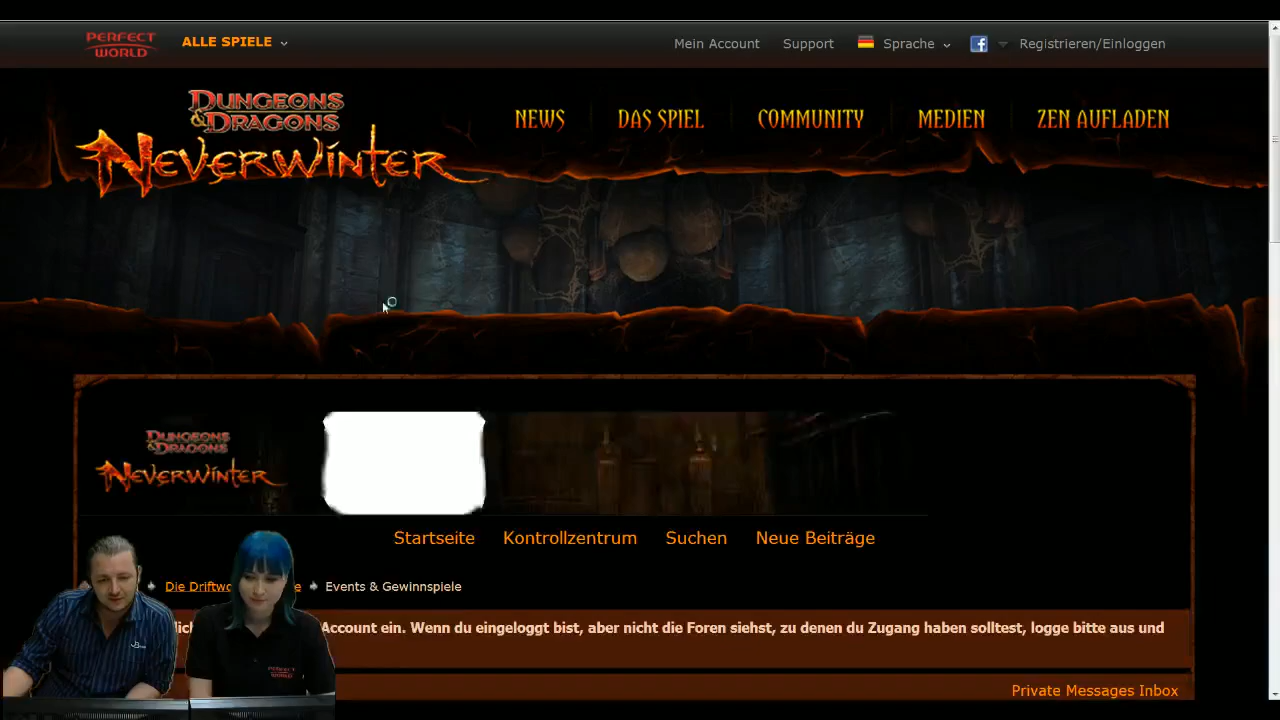 PERFECT WORLD
ALLE SPIELE
Mein Account
Support
Sprache
Registrieren/Einloggen
DUNGEONS & DRAGONS
NEVERWINTER
NEWS
DAS SPIEL
COMMUNITY
MEDIEN
ZEN AUFLADEN
DUNGEONS & DRAGONS
NEVERWINTER
Startseite
Kontrollzentrum
Suchen
Neue Beiträge
Die
Events & Gewinnspiele
Account ein. Wenn du eingeloggt bist, aber nicht die Foren siehst, zu denen du Zugang haben solltest, logge bitte aus und
Private Messages Inbox
PERFECT WORLD